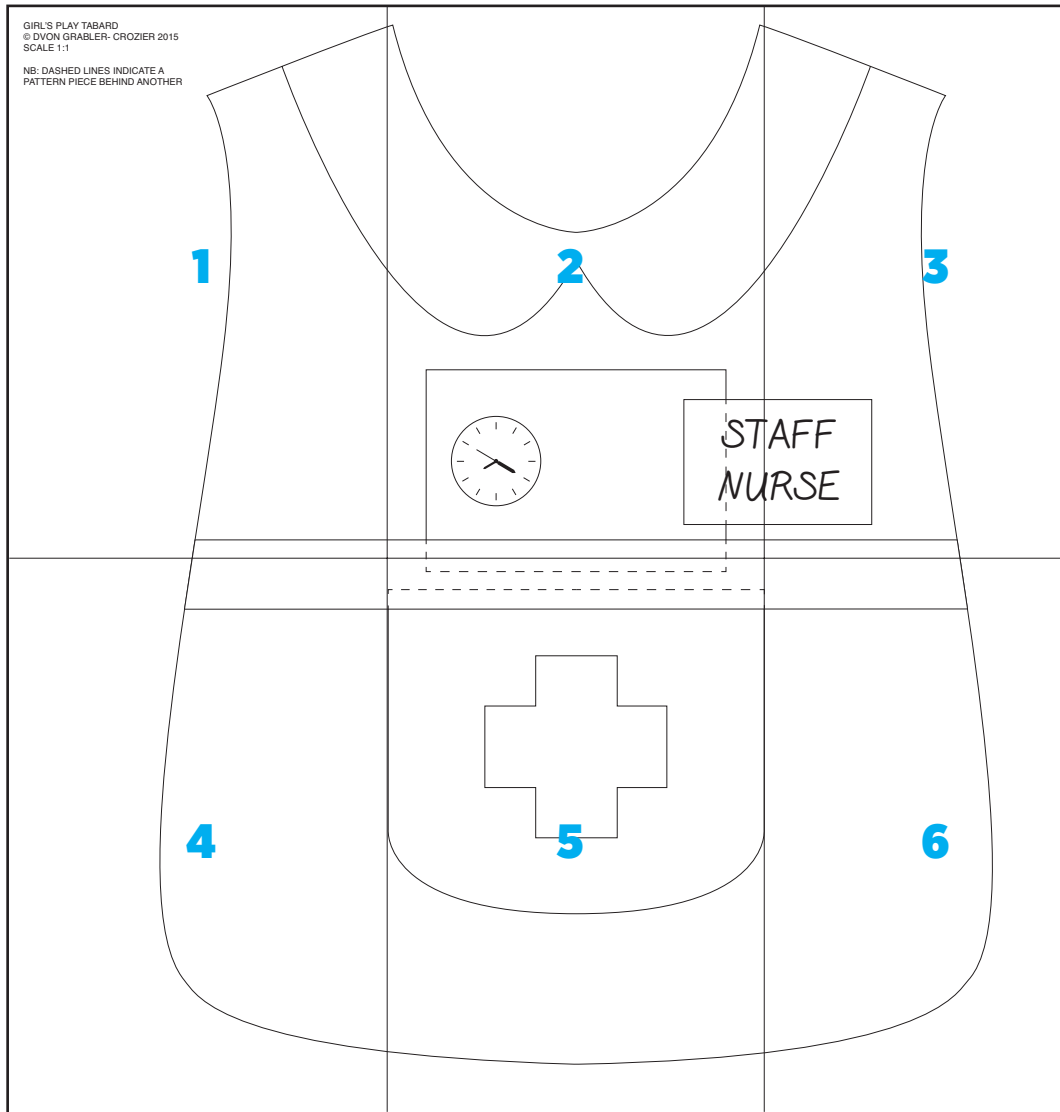 GIRL'S PLAY TABARD
© DVON GRABLER- CROZIER 2015
SCALE 1:1
NB: DASHED LINES INDICATE A
PATTERN PIECE BEHIND ANOTHER
1
2
3
STAFF
NURSE
4
5
6